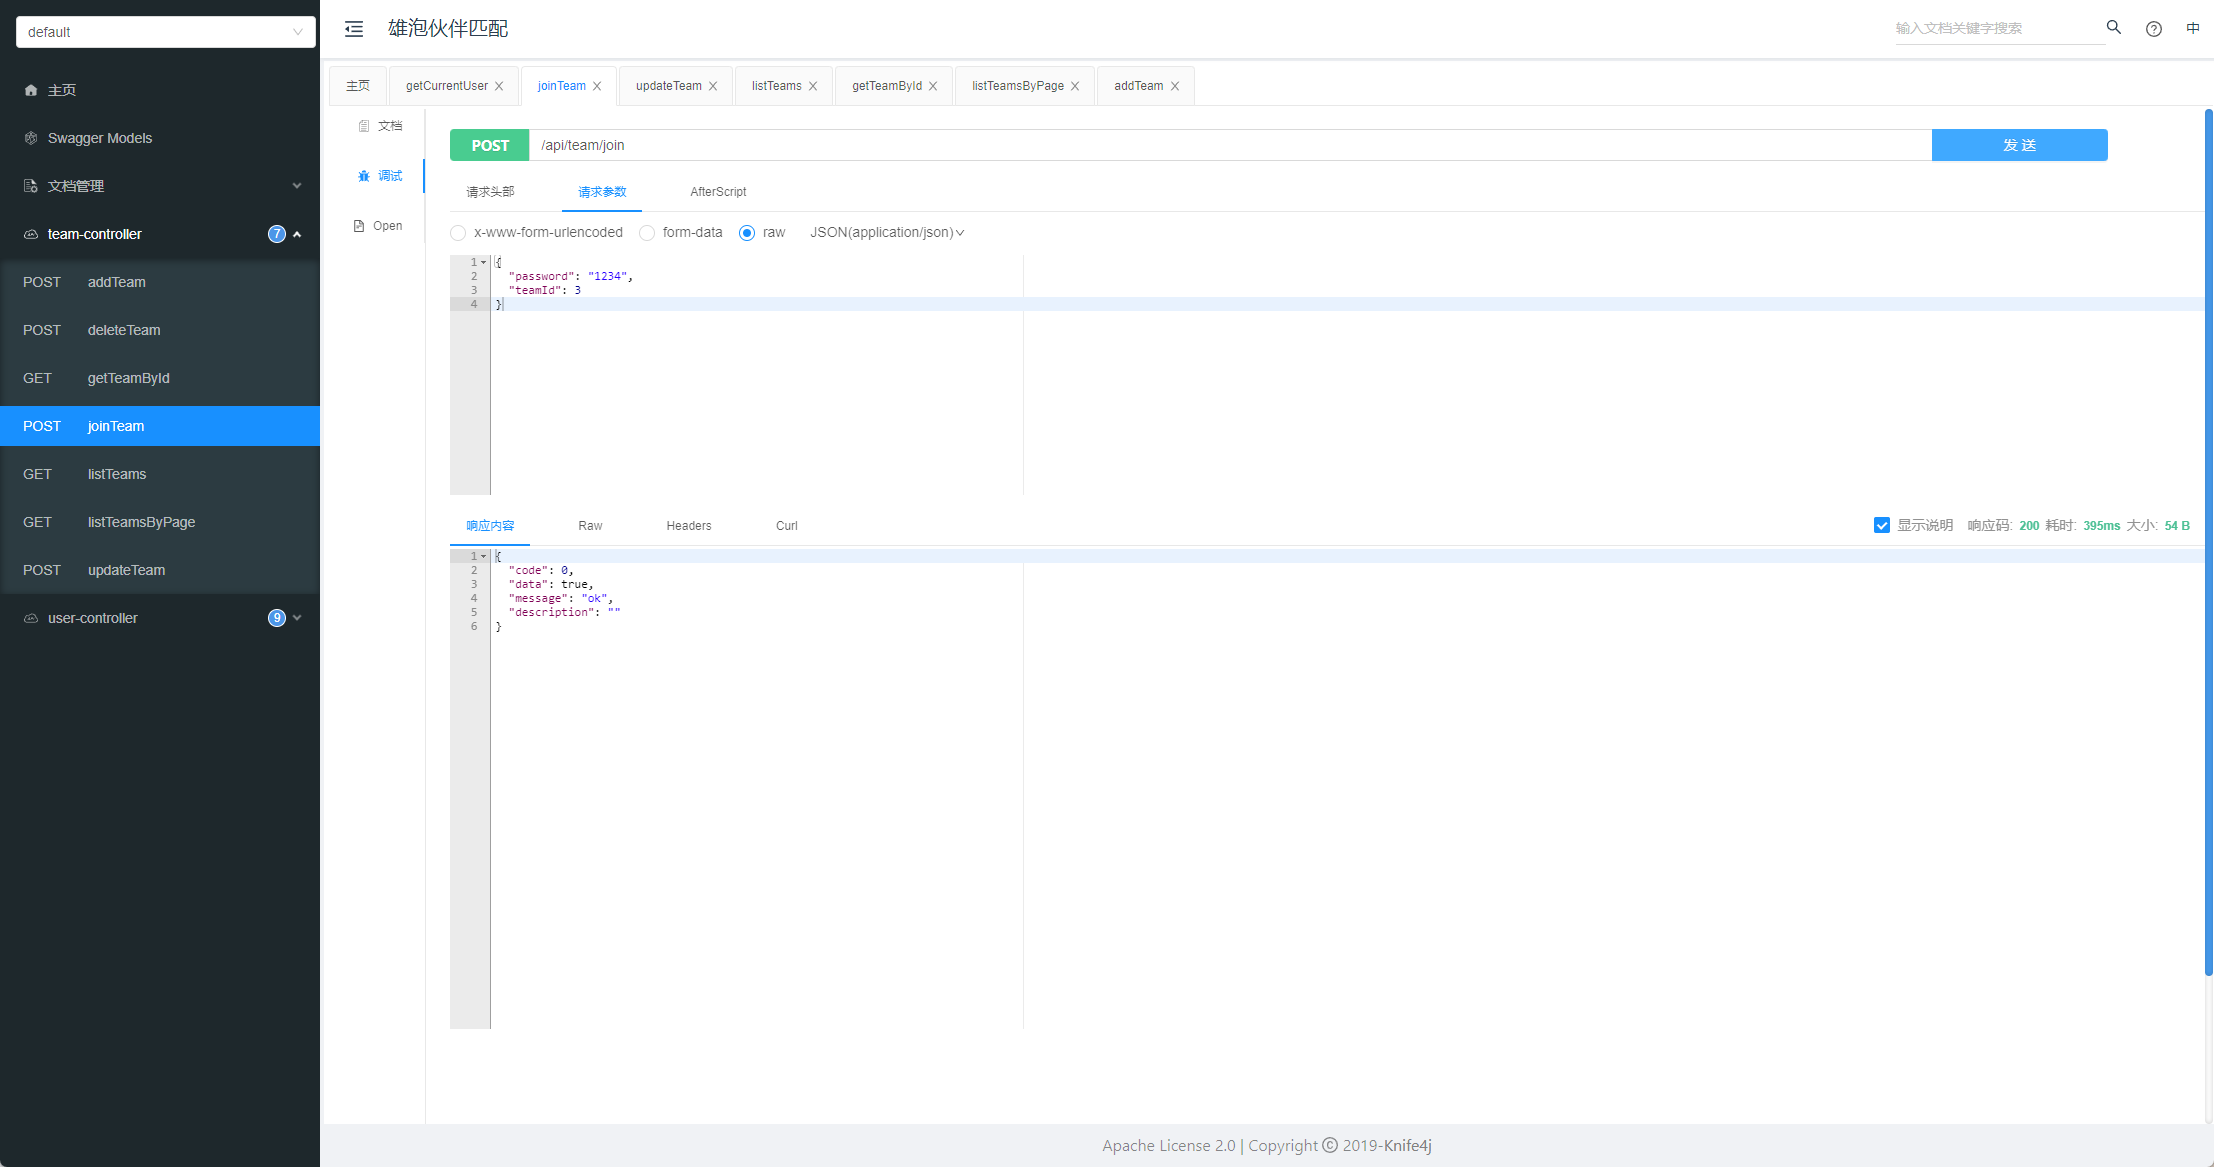 default
主页
Swagger Models
文档管理
team-controller 7
POST addTeam
POST deleteTeam
GET getTeamById
POST joinTeam
GET listTeams
GET listTeamsByPage
POST updateTeam
user-controller 9
雄泡伙伴匹配
输入文档关键字搜索
中
主页 getCurrentUser joinTeam updateTeam listTeams getTeamById listTeamsByPage addTeam
文档
调试
Open
POST /api/team/join 发 送
请求头部 请求参数 AfterScript
x-www-form-urlencoded form-data raw JSON(application/json)
1 {
2 "password": "1234",
3 "teamId": 3
4 }
响应内容 Raw Headers Curl
显示说明 响应码: 200 耗时: 395ms 大小: 54 B
1 {
2 "code": 0,
3 "data": true,
4 "message": "ok",
5 "description": ""
6 }
Apache License 2.0 | Copyright © 2019-Knife4j